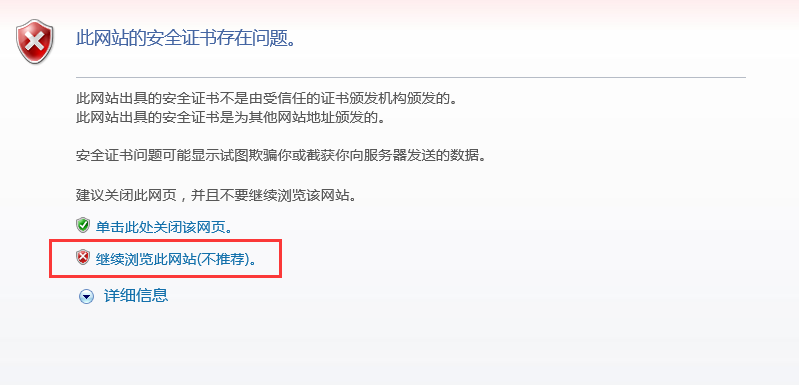 此网站的安全证书存在问题。
此网站出具的安全证书不是由受信任的证书颁发机构颁发的。
此网站出具的安全证书是为其他网站地址颁发的。
安全证书问题可能显示试图欺骗你或截获你向服务器发送的数据。
建议关闭此网页，并且不要继续浏览该网站。
单击此处关闭该网页。
继续浏览此网站(不推荐)。
详细信息